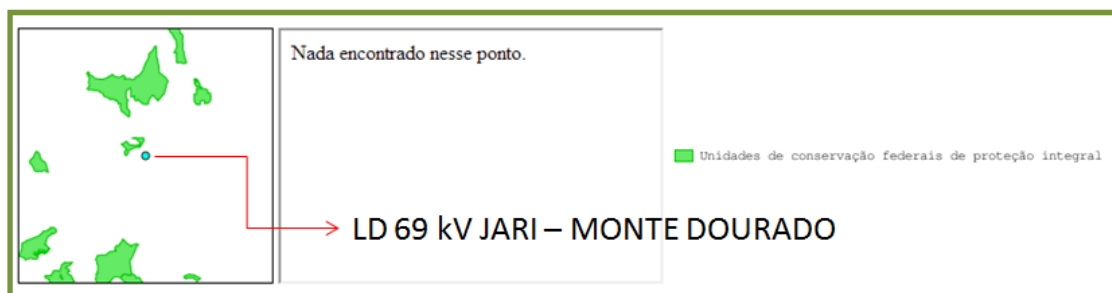 Nada encontrado nesse ponto.
Unidades de conservação federais de proteção integral
LD 69 kV JARI – MONTE DOURADO